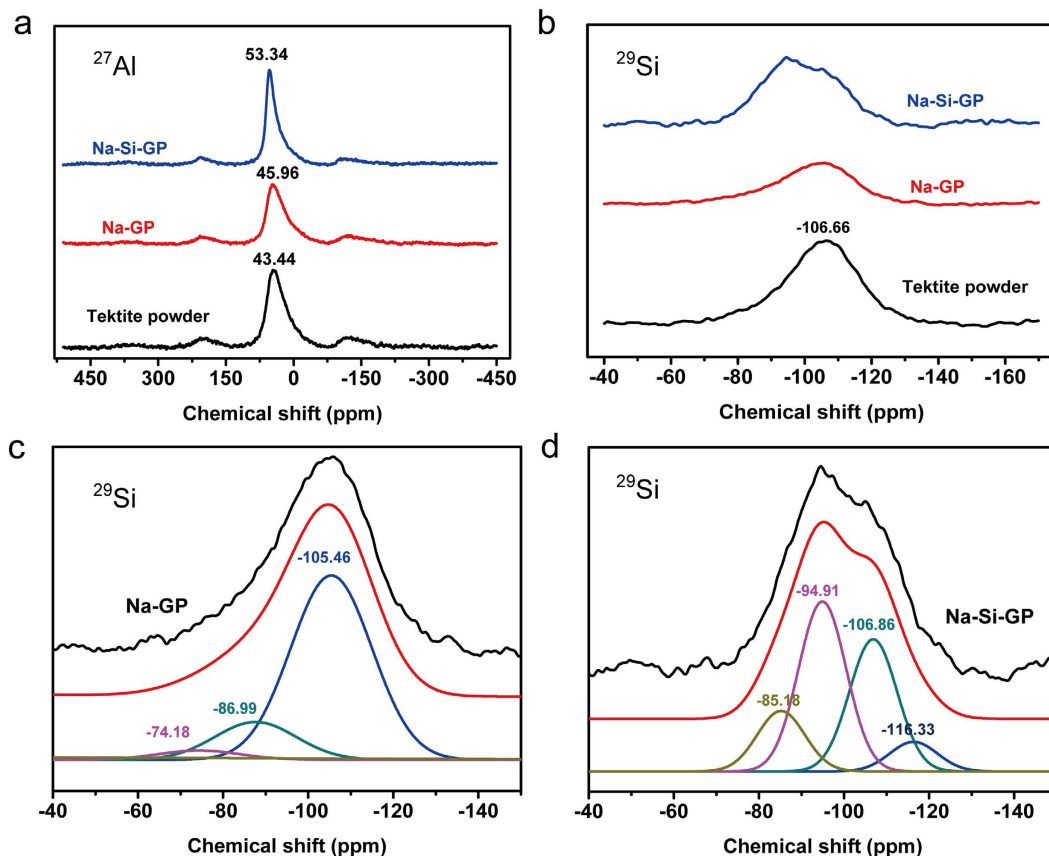 a
²⁷Al
53.34
Na-Si-GP
45.96
Na-GP
43.44
Tektite powder
450 300 150 0 -150 -300 -450
Chemical shift (ppm)
b
²⁹Si
Na-Si-GP
Na-GP
-106.66
Tektite powder
-40 -60 -80 -100 -120 -140 -160
Chemical shift (ppm)
c
²⁹Si
-105.46
Na-GP
-86.99
-74.18
-40 -60 -80 -100 -120 -140
Chemical shift (ppm)
d
²⁹Si
-94.91
-106.86
Na-Si-GP
-85.18
-116.33
-40 -60 -80 -100 -120 -140
Chemical shift (ppm)